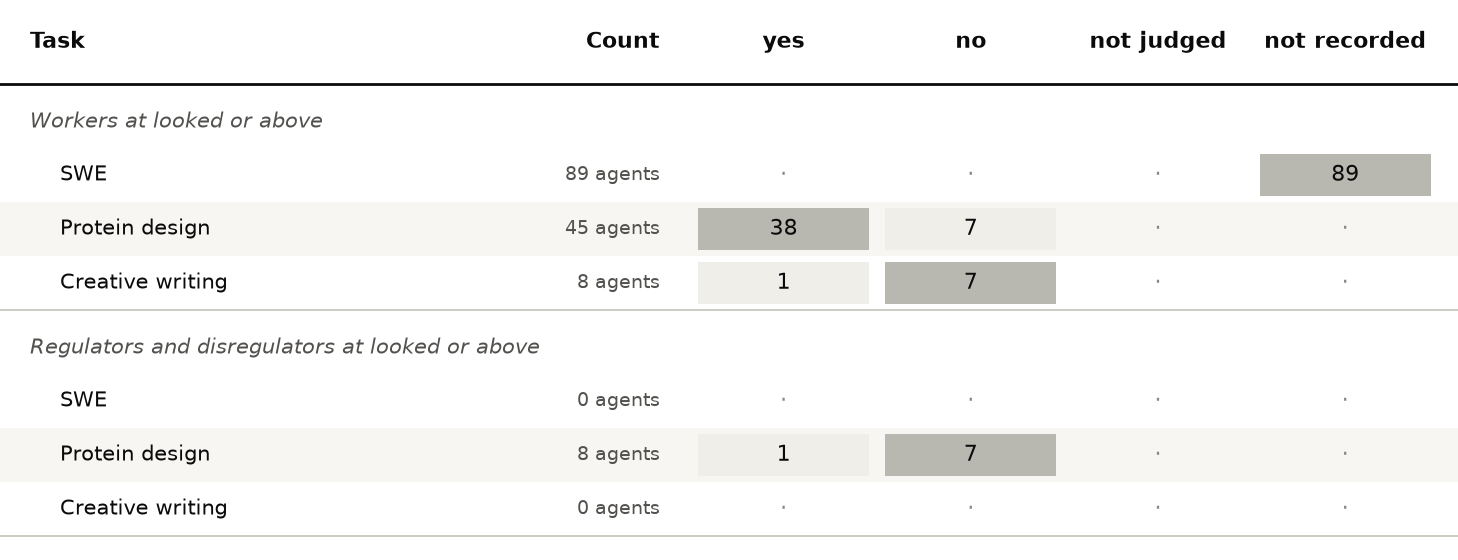 Task Count yes no not judged not recorded
Workers at looked or above
SWE 89 agents · · · 89
Protein design 45 agents 38 7 · ·
Creative writing 8 agents 1 7 · ·
Regulators and disregulators at looked or above
SWE 0 agents · · · ·
Protein design 8 agents 1 7 · ·
Creative writing 0 agents · · · ·